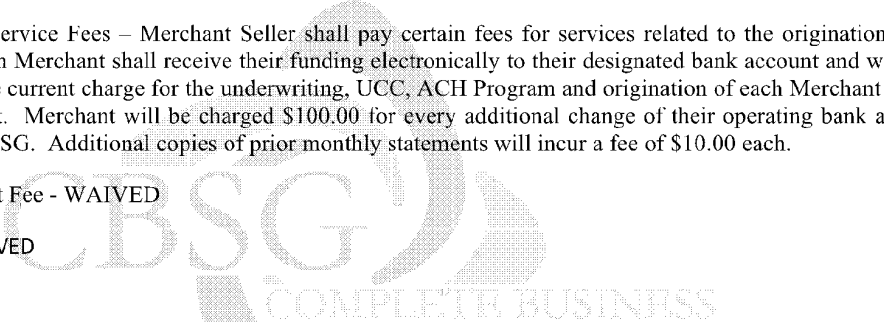 ervice Fees – Merchant Seller shall pay certain fees for services related to the origination
n Merchant shall receive their funding electronically to their designated bank account and w
e current charge for the underwriting, UCC, ACH Program and origination of each Merchant
t. Merchant will be charged $100.00 for every additional change of their operating bank a
SG. Additional copies of prior monthly statements will incur a fee of $10.00 each.
t Fee - WAIVED
CBSG
VED
COMPLETE BUSINESS